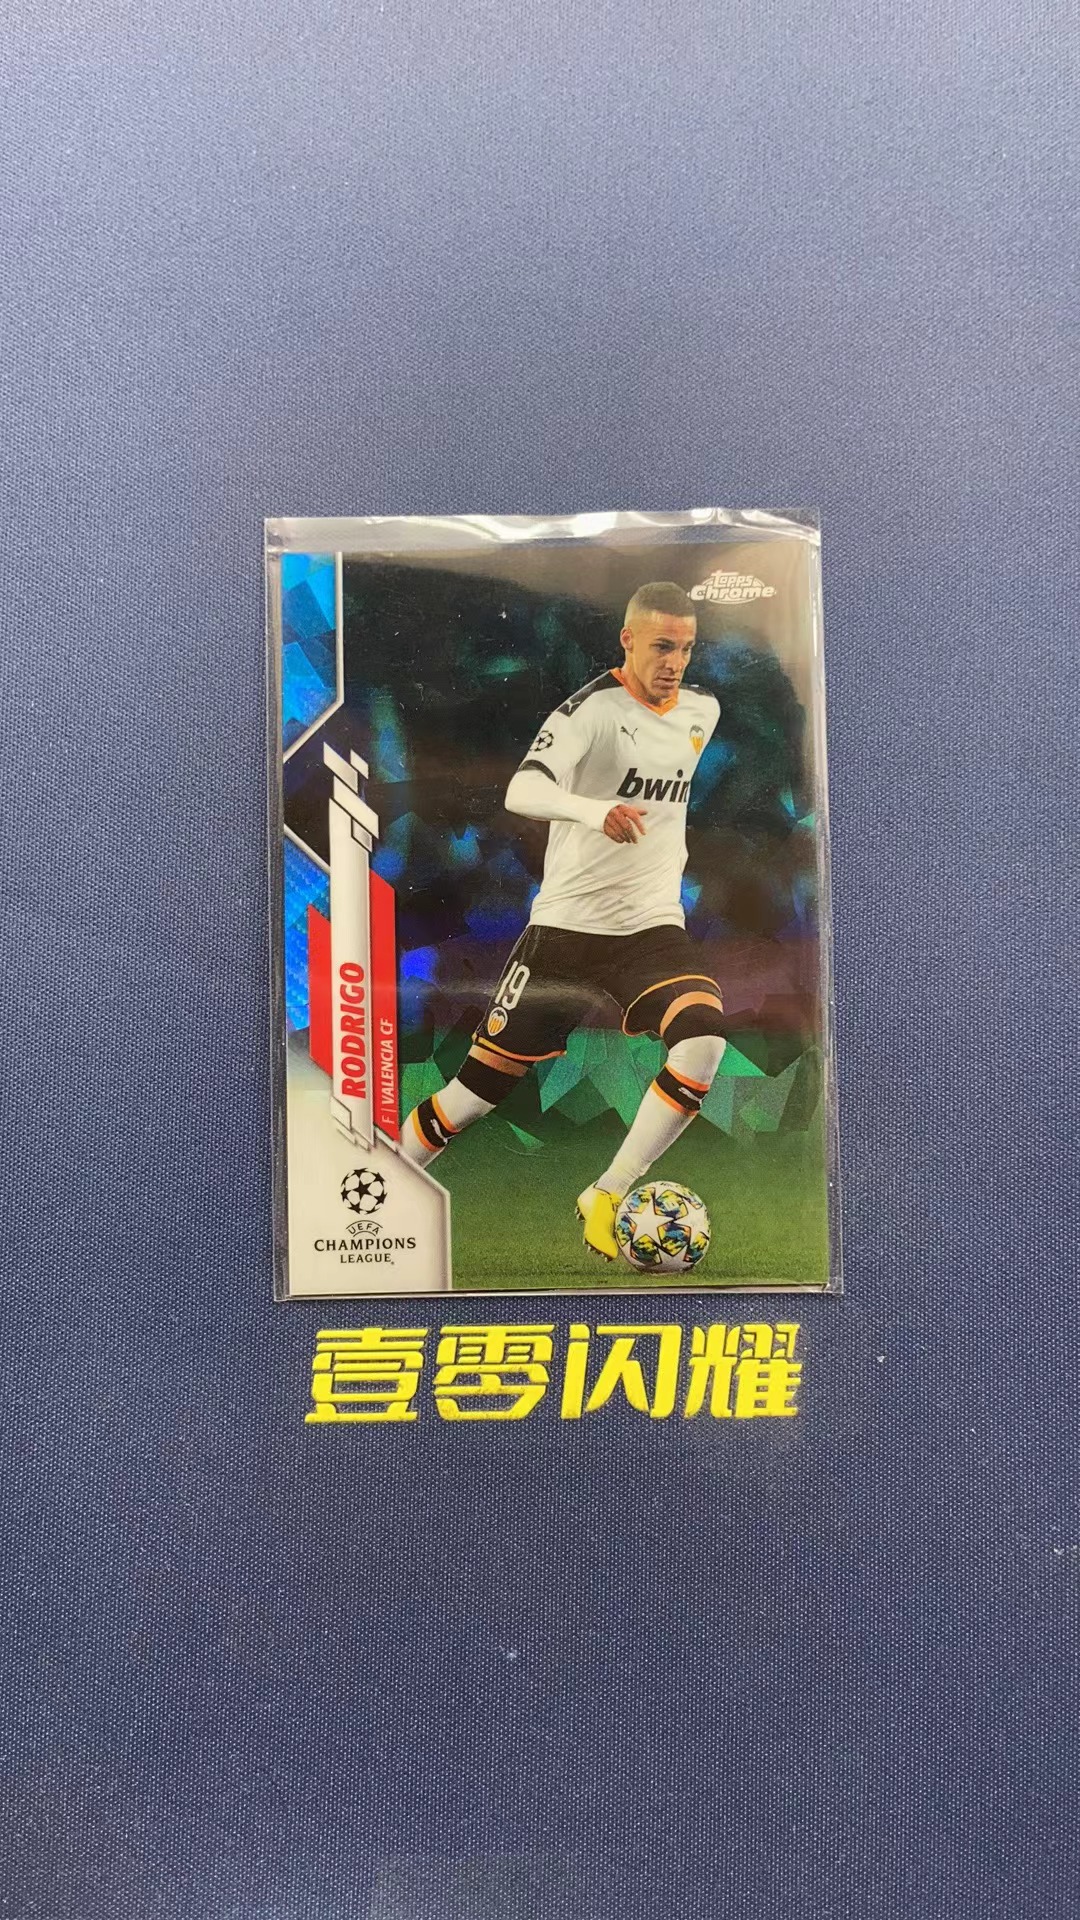 topps
Chrome
bwin
19
RODRIGO
F | VALENCIA CF
UEFA
CHAMPIONS
LEAGUE
壹零闪耀